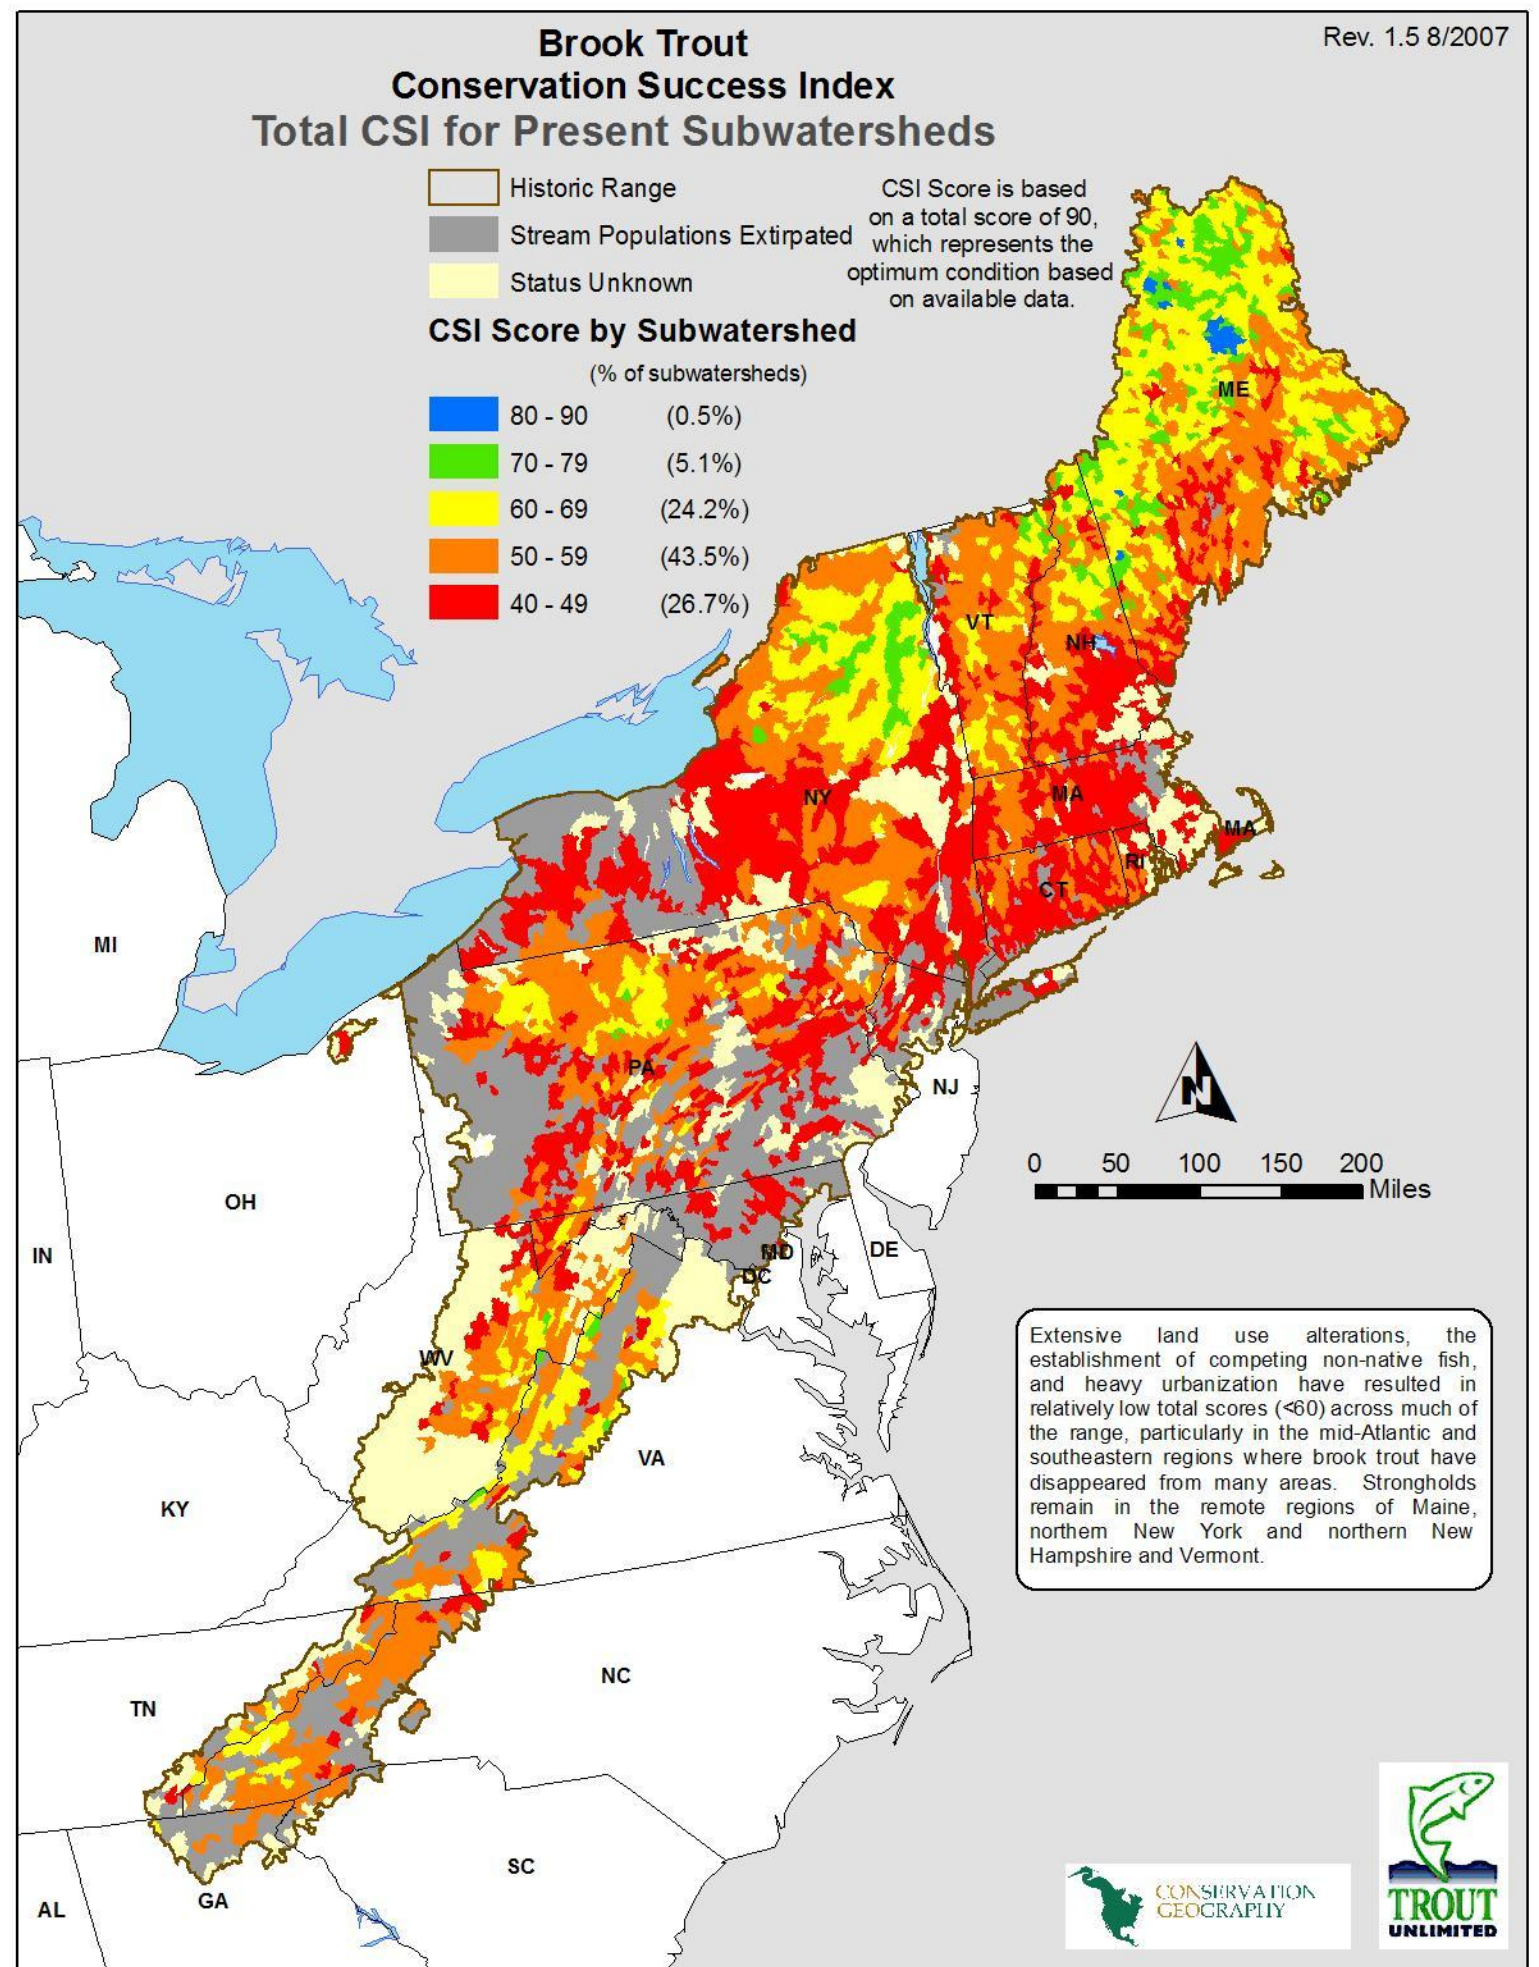 Brook Trout
Conservation Success Index
Total CSI for Present Subwatersheds
Rev. 1.5 8/2007
Historic Range
Stream Populations Extirpated
Status Unknown
CSI Score is based
on a total score of 90,
which represents the
optimum condition based
on available data.
CSI Score by Subwatershed
(% of subwatersheds)
80 - 90 (0.5%)
70 - 79 (5.1%)
60 - 69 (24.2%)
50 - 59 (43.5%)
40 - 49 (26.7%)
ME
VT
NH
NY
MA
MA
RI
CT
MI
PA
NJ
N
0 50 100 150 200
Miles
OH
IN
MD
DE
DC
WV
VA
KY
Extensive land use alterations, the
establishment of competing non-native fish,
and heavy urbanization have resulted in
relatively low total scores (<60) across much of
the range, particularly in the mid-Atlantic and
southeastern regions where brook trout have
disappeared from many areas. Strongholds
remain in the remote regions of Maine,
northern New York and northern New
Hampshire and Vermont.
NC
TN
SC
GA
AL
CONSERVATION
GEOGRAPHY
TROUT
UNLIMITED